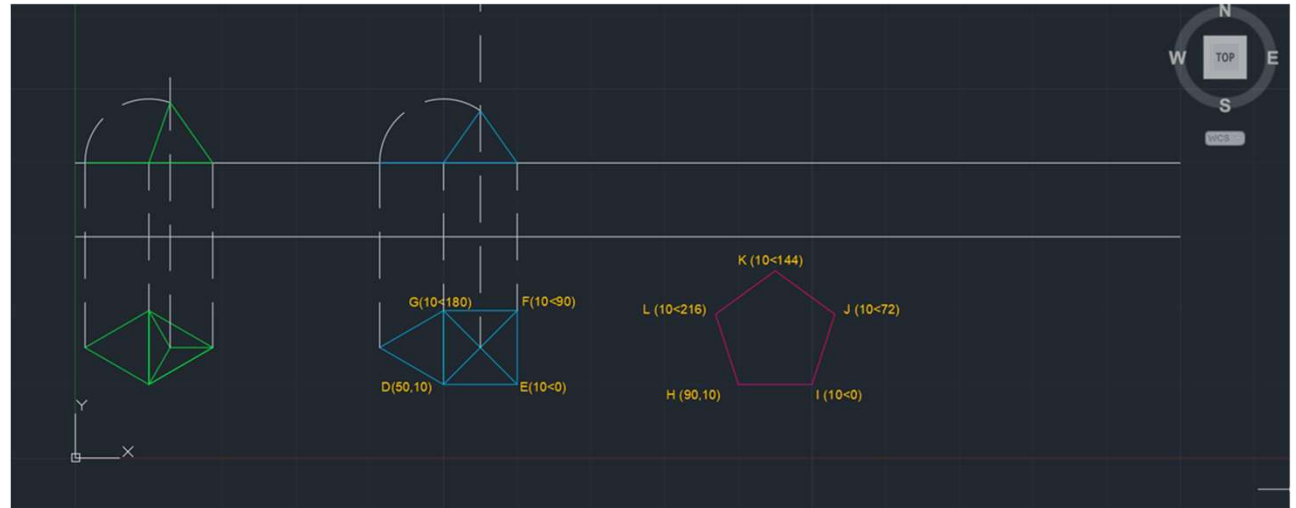 N
W TOP E
S
WCS
K (10<144)
G(10<180) F(10<90) L (10<216) J (10<72)
D(50,10) E(10<0) H (90,10) I (10<0)
Y
X